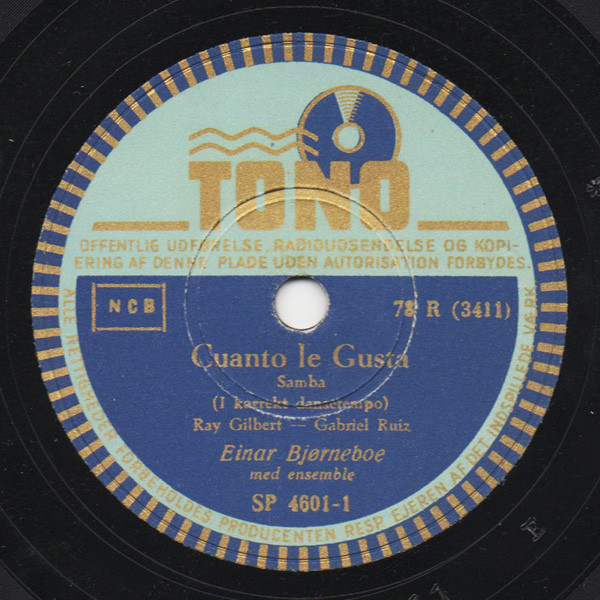 TONO
OFFENTLIG UDFØRELSE, RADIOUDSENDELSE OG KOPI-
ERING AF DENNE PLADE UDEN AUTORISATION FORBYDES.
NCB
78 R (3411)
Cuanto le Gusta
Samba
(I korrekt dansetempo)
Ray Gilbert — Gabriel Ruiz
Einar Bjørneboe
med ensemble
SP 4601-1
ALLE RETTIGHEDER FORBEHOLDES PRODUCENTEN RESP. EJEREN AF DET INDSPILLEDE VÆRK